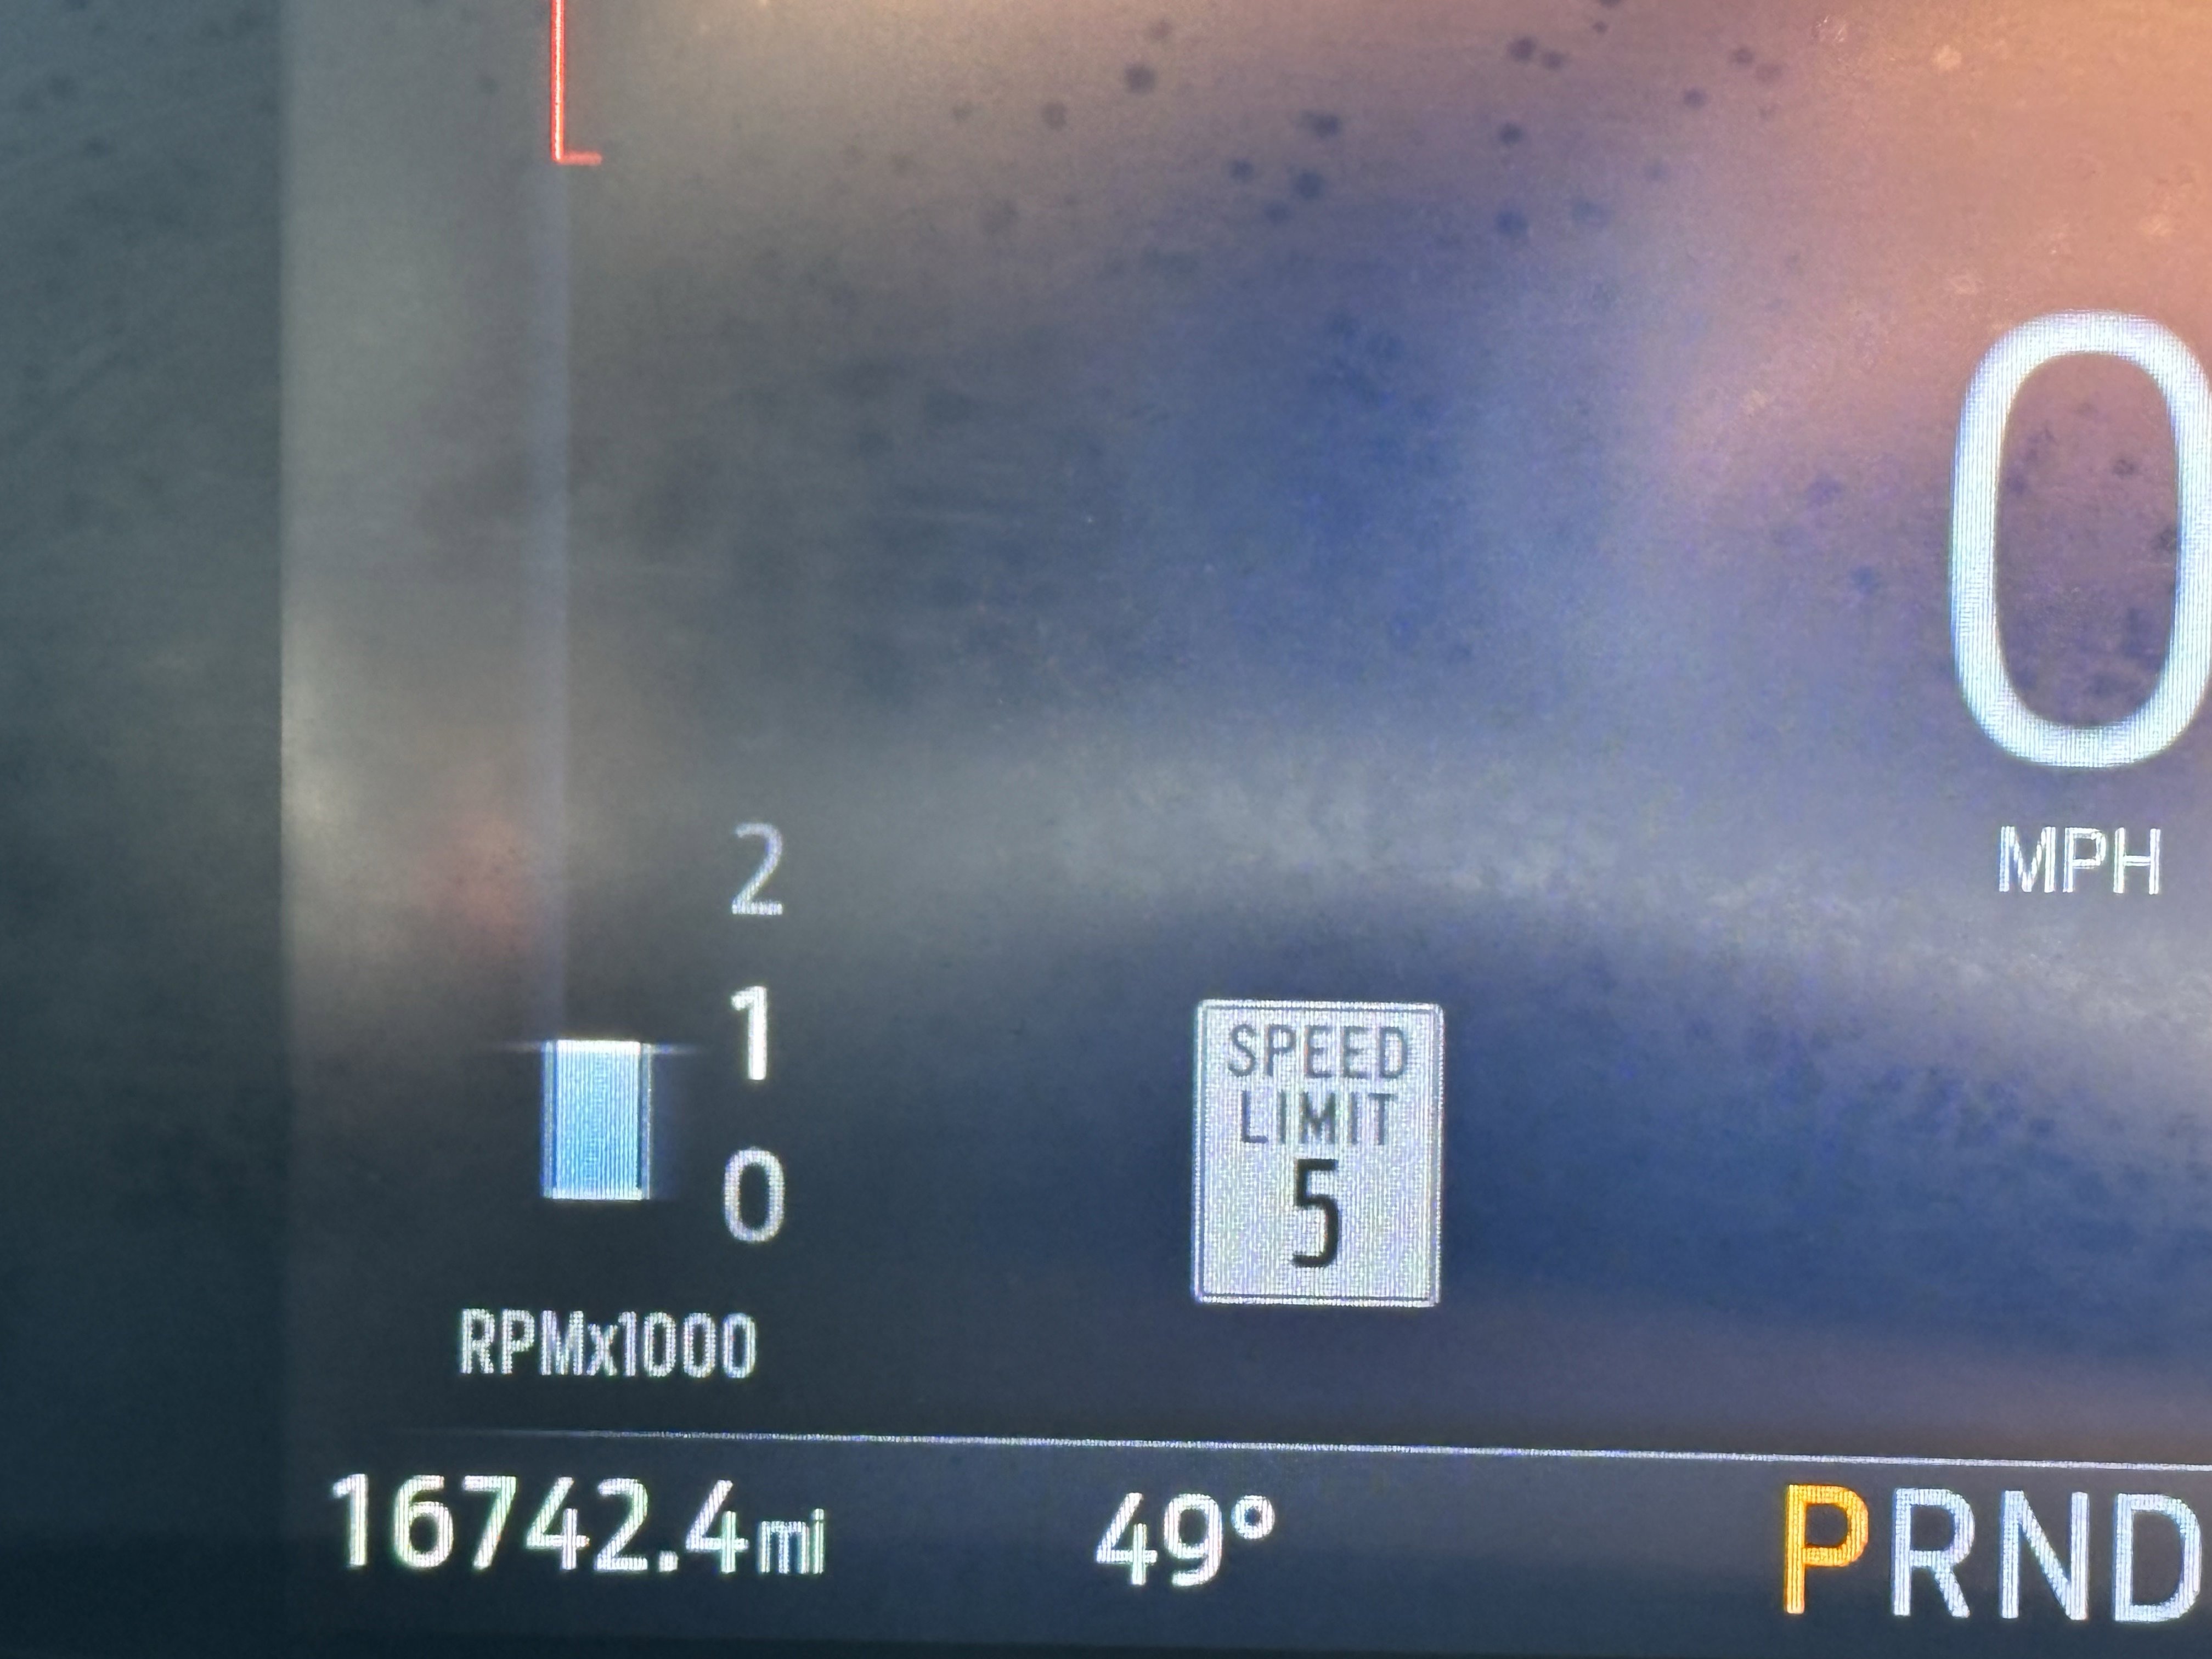 0
MPH
2
1
0
SPEED
LIMIT
5
RPMx1000
16742.4mi 49° PRND